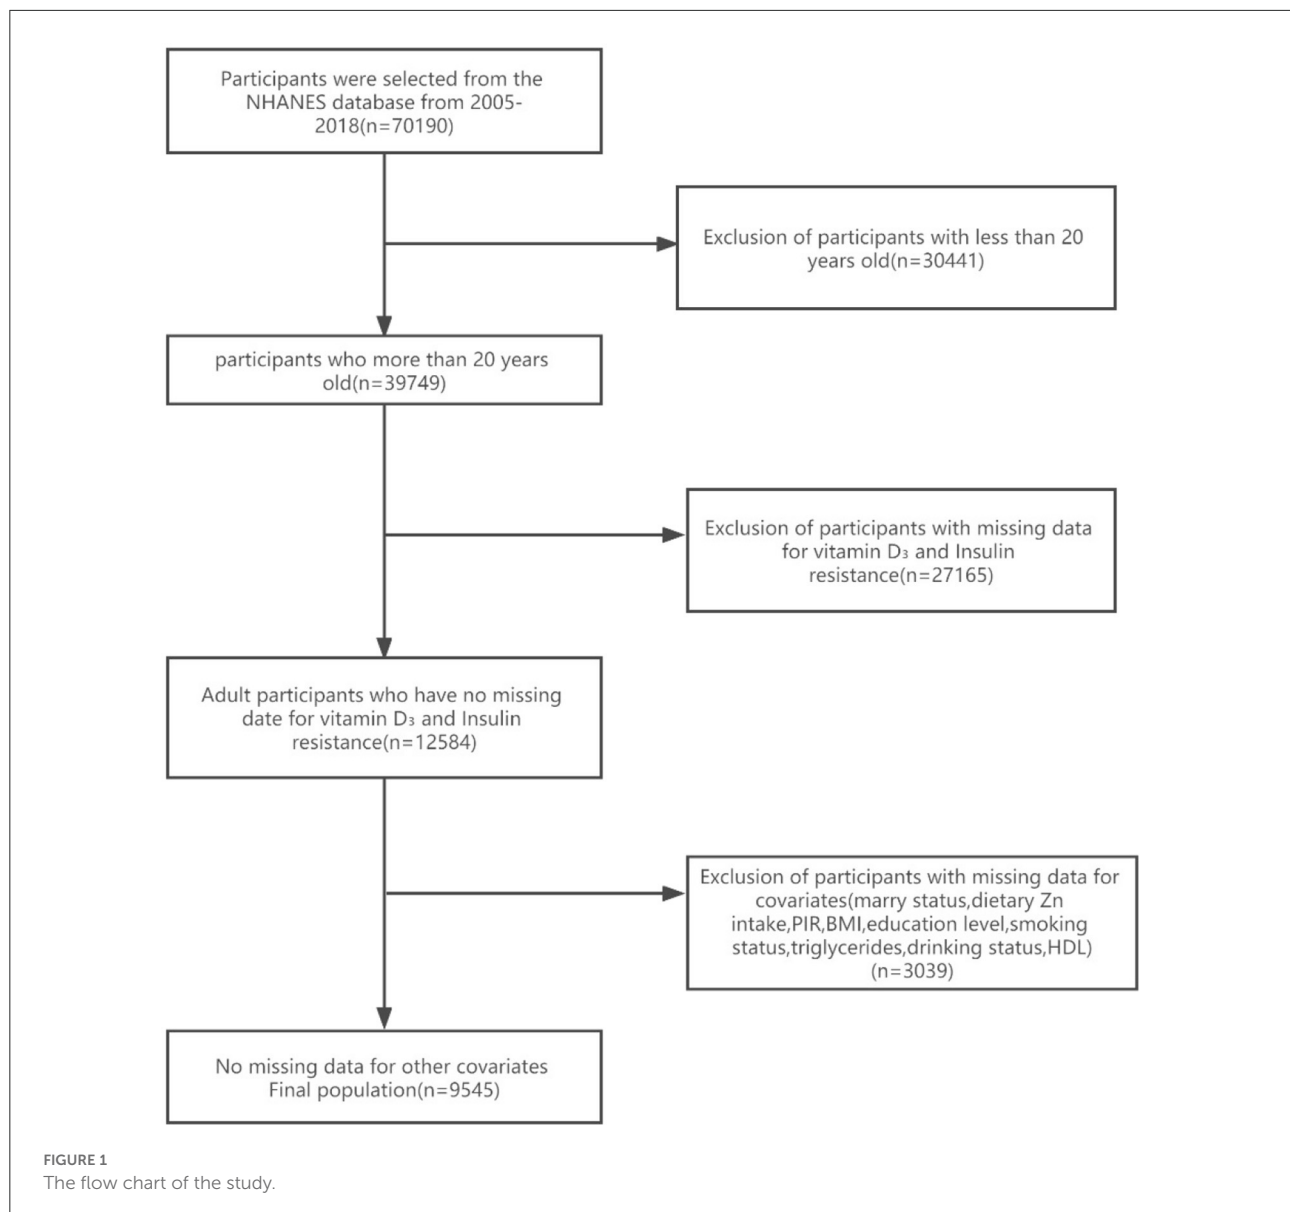 Participants were selected from the
NHANES database from 2005-
2018(n=70190)
Exclusion of participants with less than 20
years old(n=30441)
participants who more than 20 years
old(n=39749)
Exclusion of participants with missing data
for vitamin D₃ and Insulin
resistance(n=27165)
Adult participants who have no missing
date for vitamin D₃ and Insulin
resistance(n=12584)
Exclusion of participants with missing data for
covariates(marry status,dietary Zn
intake,PIR,BMI,education level,smoking
status,triglycerides,drinking status,HDL)
(n=3039)
No missing data for other covariates
Final population(n=9545)
FIGURE 1
The flow chart of the study.